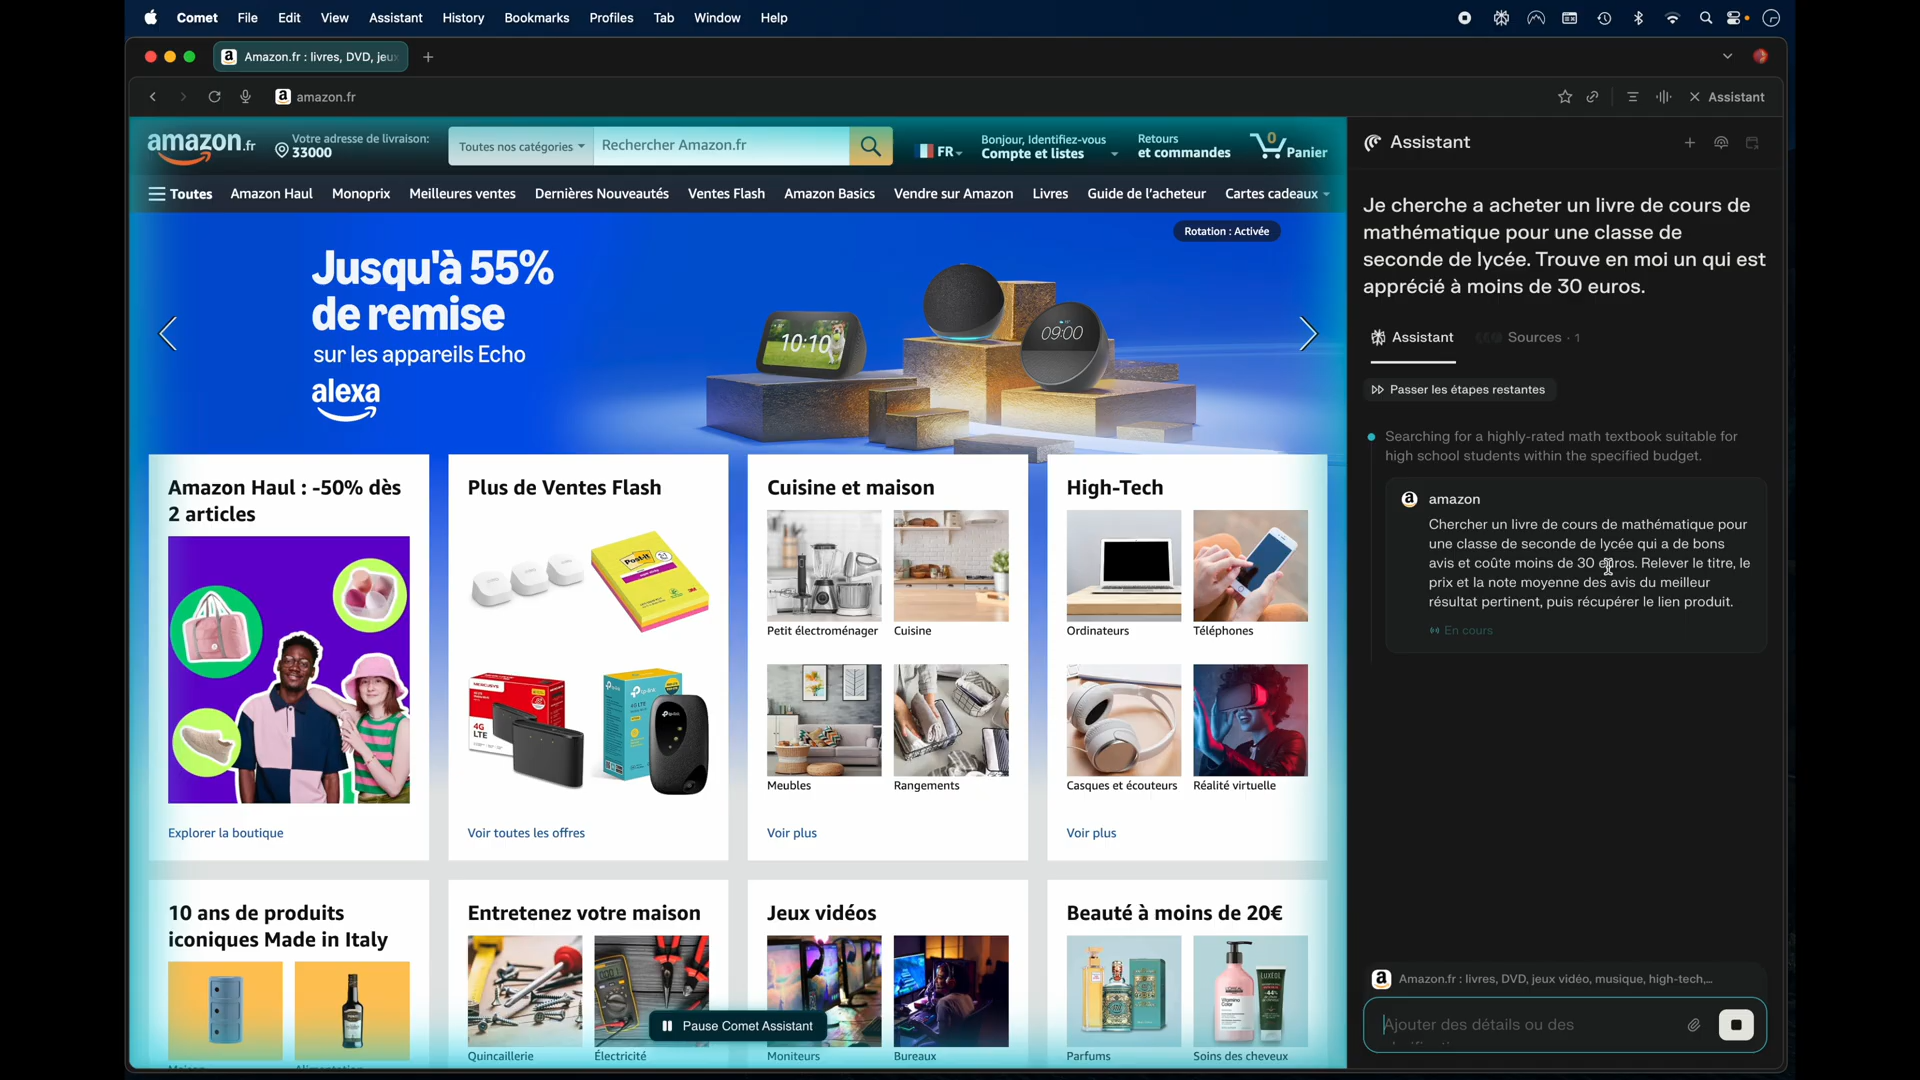 Comet File Edit View Assistant History Bookmarks Profiles Tab Window Help
Amazon.fr : livres, DVD, jeu
amazon.fr
Assistant
amazon.fr
Votre adresse de livraison:
33000
Toutes nos catégories
Rechercher Amazon.fr
FR
Bonjour, Identifiez-vous
Compte et listes
Retours
et commandes
0
Panier
Toutes Amazon Haul Monoprix Meilleures ventes Dernières Nouveautés Ventes Flash Amazon Basics Vendre sur Amazon Livres Guide de l'acheteur Cartes cadeaux
Rotation : Activée
Jusqu'à 55%
de remise
sur les appareils Echo
alexa
10:10
09:00
Amazon Haul : -50% dès
2 articles
Explorer la boutique
Plus de Ventes Flash
Post-it
MERCUSYS
4G
LTE
tp-link
Voir toutes les offres
Cuisine et maison
Petit électroménager
Cuisine
Meubles
Rangements
Voir plus
High-Tech
Ordinateurs
Téléphones
Casques et écouteurs
Réalité virtuelle
Voir plus
10 ans de produits
iconiques Made in Italy
Entretenez votre maison
Quincaillerie
Électricité
Jeux vidéos
Moniteurs
Bureaux
Beauté à moins de 20€
Parfums
Soins des cheveux
Pause Comet Assistant
Assistant
Je cherche a acheter un livre de cours de
mathématique pour une classe de
seconde de lycée. Trouve en moi un qui est
apprécié à moins de 30 euros.
Assistant
Sources · 1
Passer les étapes restantes
Searching for a highly-rated math textbook suitable for
high school students within the specified budget.
amazon
Chercher un livre de cours de mathématique pour
une classe de seconde de lycée qui a de bons
avis et coûte moins de 30 euros. Relever le titre, le
prix et la note moyenne des avis du meilleur
résultat pertinent, puis récupérer le lien produit.
En cours
Amazon.fr : livres, DVD, jeux vidéo, musique, high-tech,...
Ajouter des détails ou des